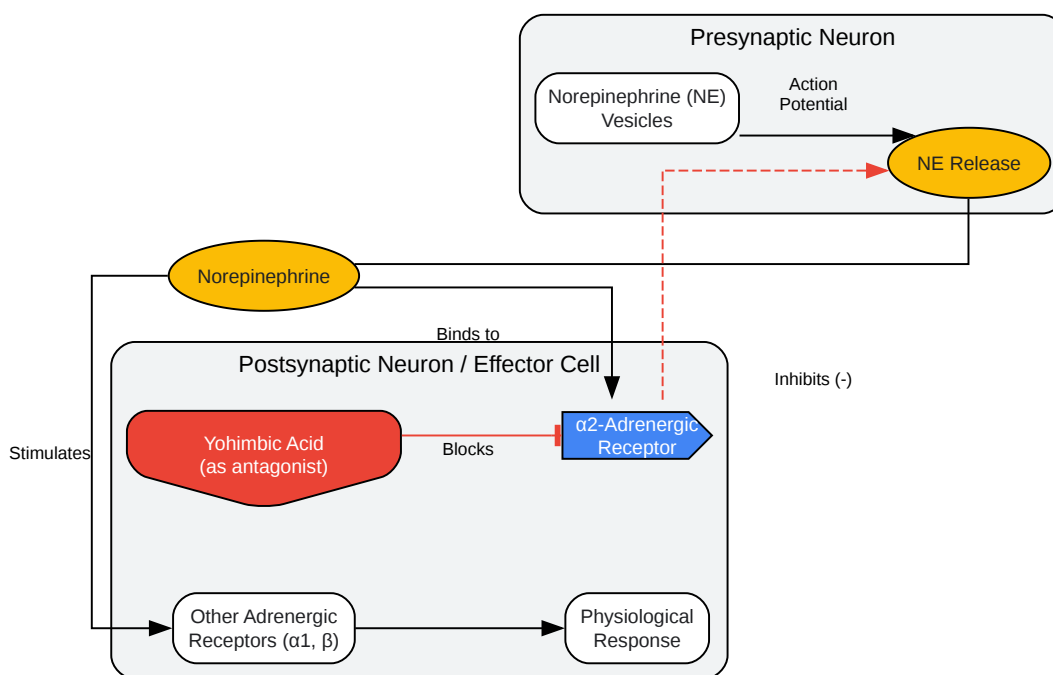 Presynaptic Neuron
Norepinephrine (NE)
Vesicles
Action
Potential
NE Release
Norepinephrine
Binds to
Postsynaptic Neuron / Effector Cell
Inhibits (-)
Yohimbic Acid
(as antagonist)
Blocks
α2-Adrenergic
Receptor
Stimulates
Other Adrenergic
Receptors (α1, β)
Physiological
Response